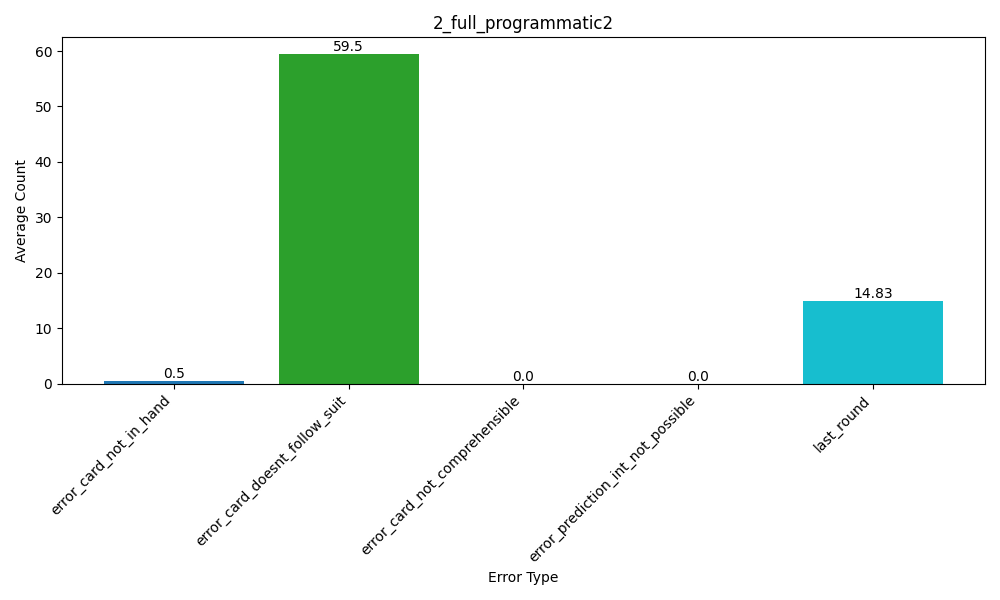 2_full_programmatic2
60
50
40
30
20
10
0
Average Count
0.5
59.5
0.0
0.0
14.83
error_card_not_in_hand
error_card_doesnt_follow_suit
error_card_not_comprehensible
error_prediction_int_not_possible
last_round
Error Type